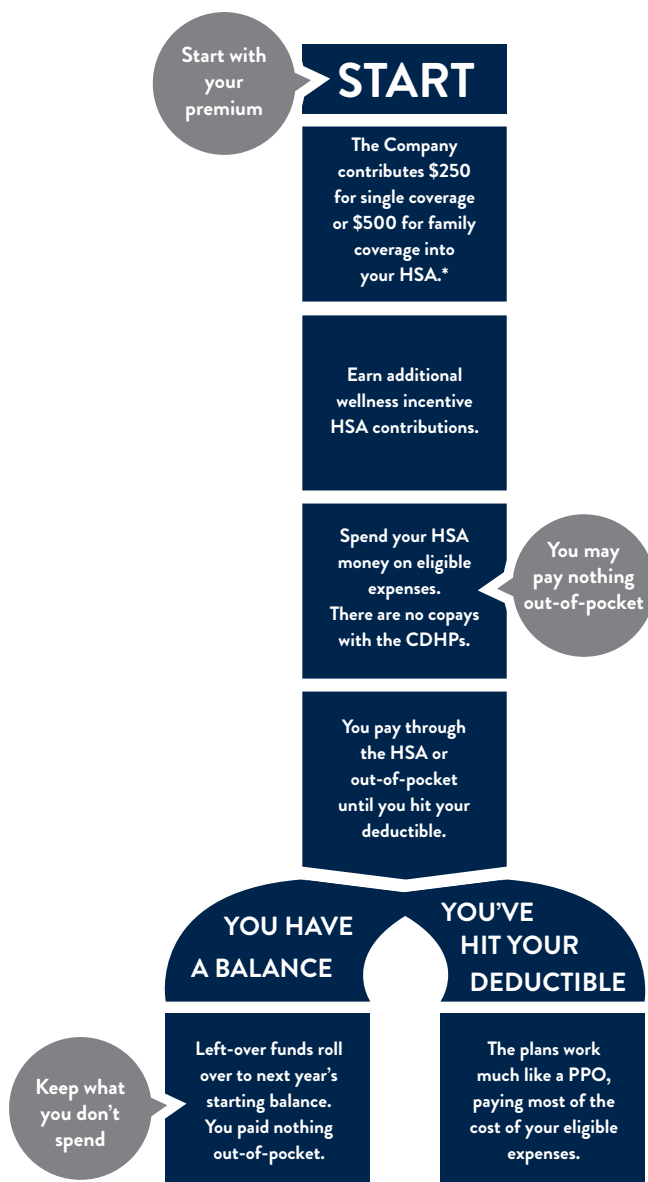 Start with
your
premium
START
The Company
contributes $250
for single coverage
or $500 for family
coverage into
your HSA.*
Earn additional
wellness incentive
HSA contributions.
Spend your HSA
money on eligible
expenses.
There are no copays
with the CDHPs.
You may
pay nothing
out-of-pocket
You pay through
the HSA or
out-of-pocket
until you hit your
deductible.
YOU HAVE
A BALANCE
YOU'VE
HIT YOUR
DEDUCTIBLE
Keep what
you don't
spend
Left-over funds roll
over to next year's
starting balance.
You paid nothing
out-of-pocket.
The plans work
much like a PPO,
paying most of the
cost of your eligible
expenses.